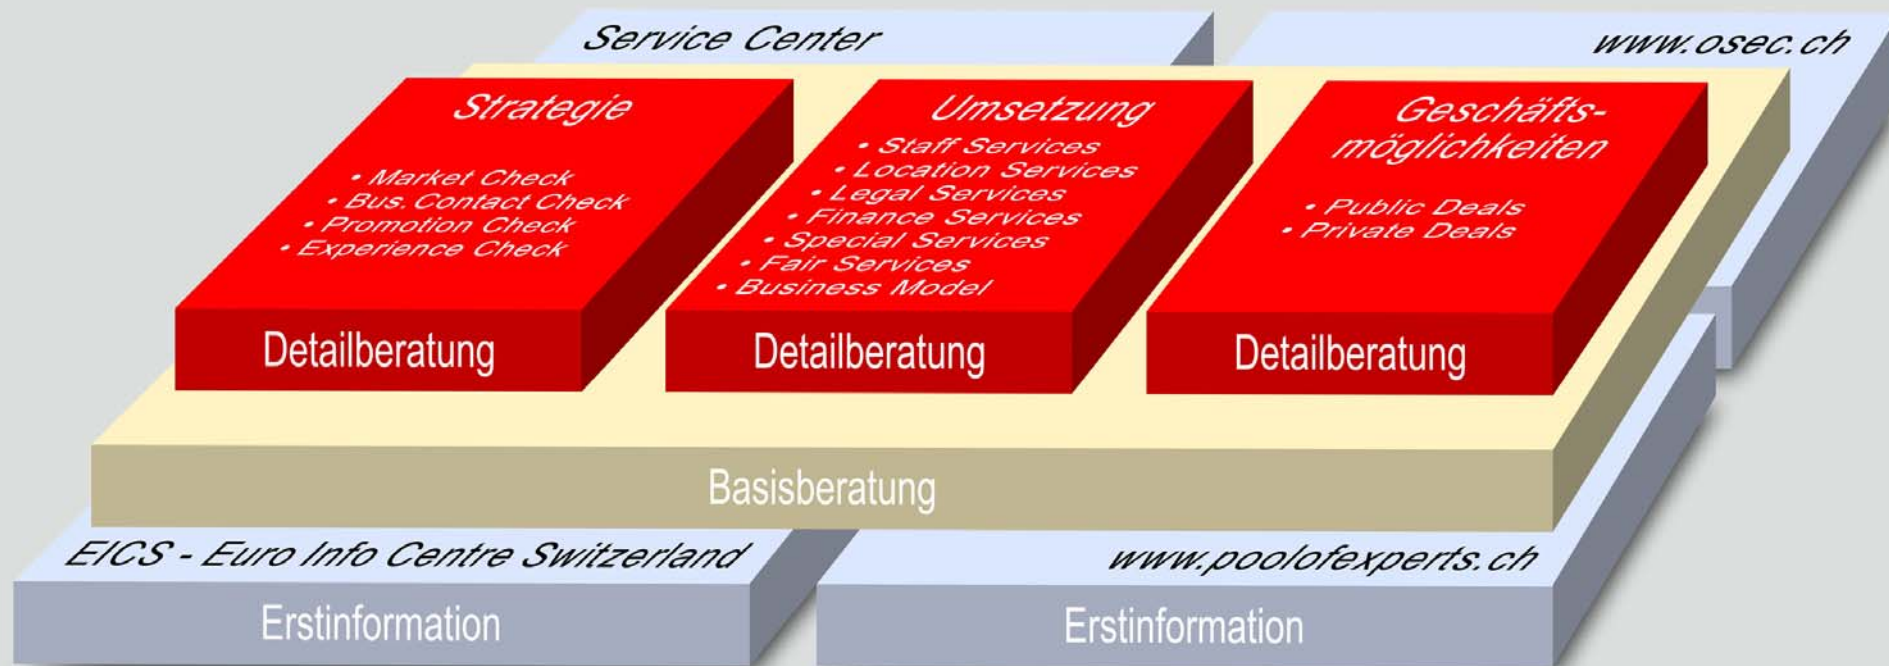 Service Center
www.osec.ch
Strategie
• Market Check
• Bus. Contact Check
• Promotion Check
• Experience Check
Detailberatung
Umsetzung
• Staff Services
• Location Services
• Legal Services
• Finance Services
• Special Services
• Fair Services
• Business Model
Detailberatung
Geschäfts-
möglichkeiten
• Public Deals
• Private Deals
Detailberatung
Basisberatung
EICS - Euro Info Centre Switzerland
Erstinformation
www.poolofexperts.ch
Erstinformation